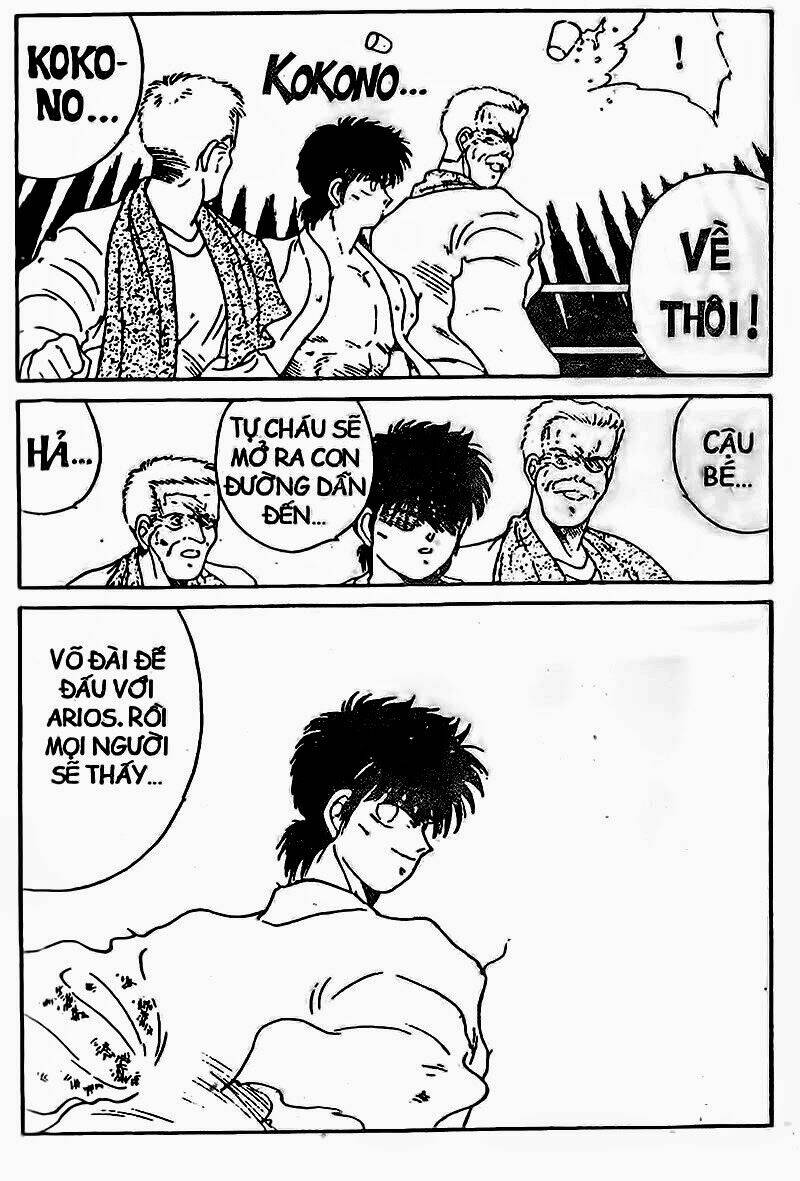 KOKO-
NO...
KOKONO...
!
VỀ
THÔI!
HẢ...
TỰ CHÁU SẼ
MỞ RA CON
ĐƯỜNG DẪN
ĐẾN...
CẬU
BÉ...
VÕ ĐÀI ĐỂ
ĐẤU VỚI
ARIOS. RỒI
MỌI NGƯỜI
SẼ THẤY...